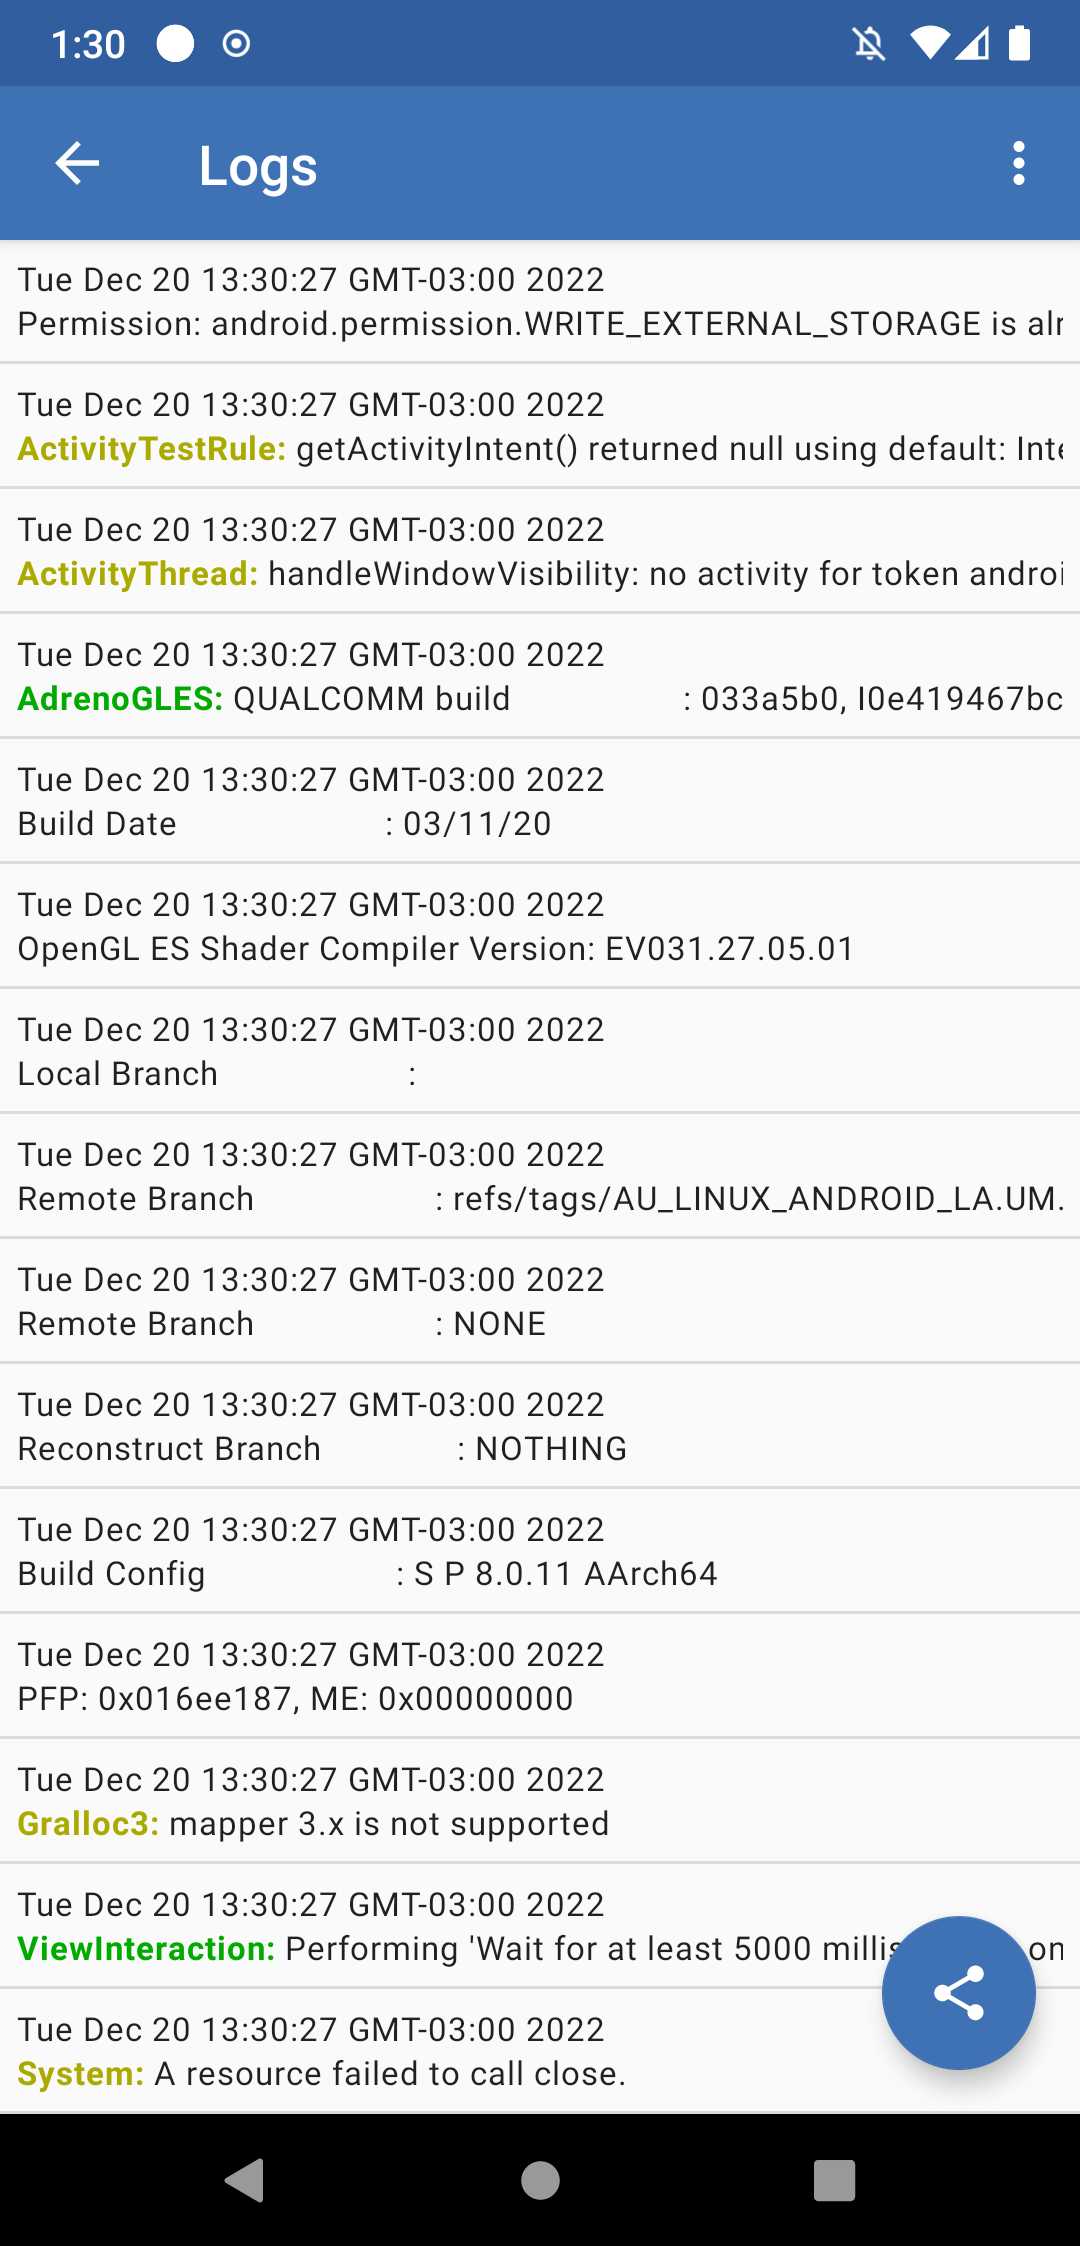 1:30
Logs
Tue Dec 20 13:30:27 GMT-03:00 2022
Permission: android.permission.WRITE_EXTERNAL_STORAGE is alr
Tue Dec 20 13:30:27 GMT-03:00 2022
ActivityTestRule: getActivityIntent() returned null using default: Inte
Tue Dec 20 13:30:27 GMT-03:00 2022
ActivityThread: handleWindowVisibility: no activity for token androi
Tue Dec 20 13:30:27 GMT-03:00 2022
AdrenoGLES: QUALCOMM build : 033a5b0, I0e419467bc
Tue Dec 20 13:30:27 GMT-03:00 2022
Build Date : 03/11/20
Tue Dec 20 13:30:27 GMT-03:00 2022
OpenGL ES Shader Compiler Version: EV031.27.05.01
Tue Dec 20 13:30:27 GMT-03:00 2022
Local Branch :
Tue Dec 20 13:30:27 GMT-03:00 2022
Remote Branch : refs/tags/AU_LINUX_ANDROID_LA.UM.
Tue Dec 20 13:30:27 GMT-03:00 2022
Remote Branch : NONE
Tue Dec 20 13:30:27 GMT-03:00 2022
Reconstruct Branch : NOTHING
Tue Dec 20 13:30:27 GMT-03:00 2022
Build Config : S P 8.0.11 AArch64
Tue Dec 20 13:30:27 GMT-03:00 2022
PFP: 0x016ee187, ME: 0x00000000
Tue Dec 20 13:30:27 GMT-03:00 2022
Gralloc3: mapper 3.x is not supported
Tue Dec 20 13:30:27 GMT-03:00 2022
ViewInteraction: Performing 'Wait for at least 5000 millis on
Tue Dec 20 13:30:27 GMT-03:00 2022
System: A resource failed to call close.